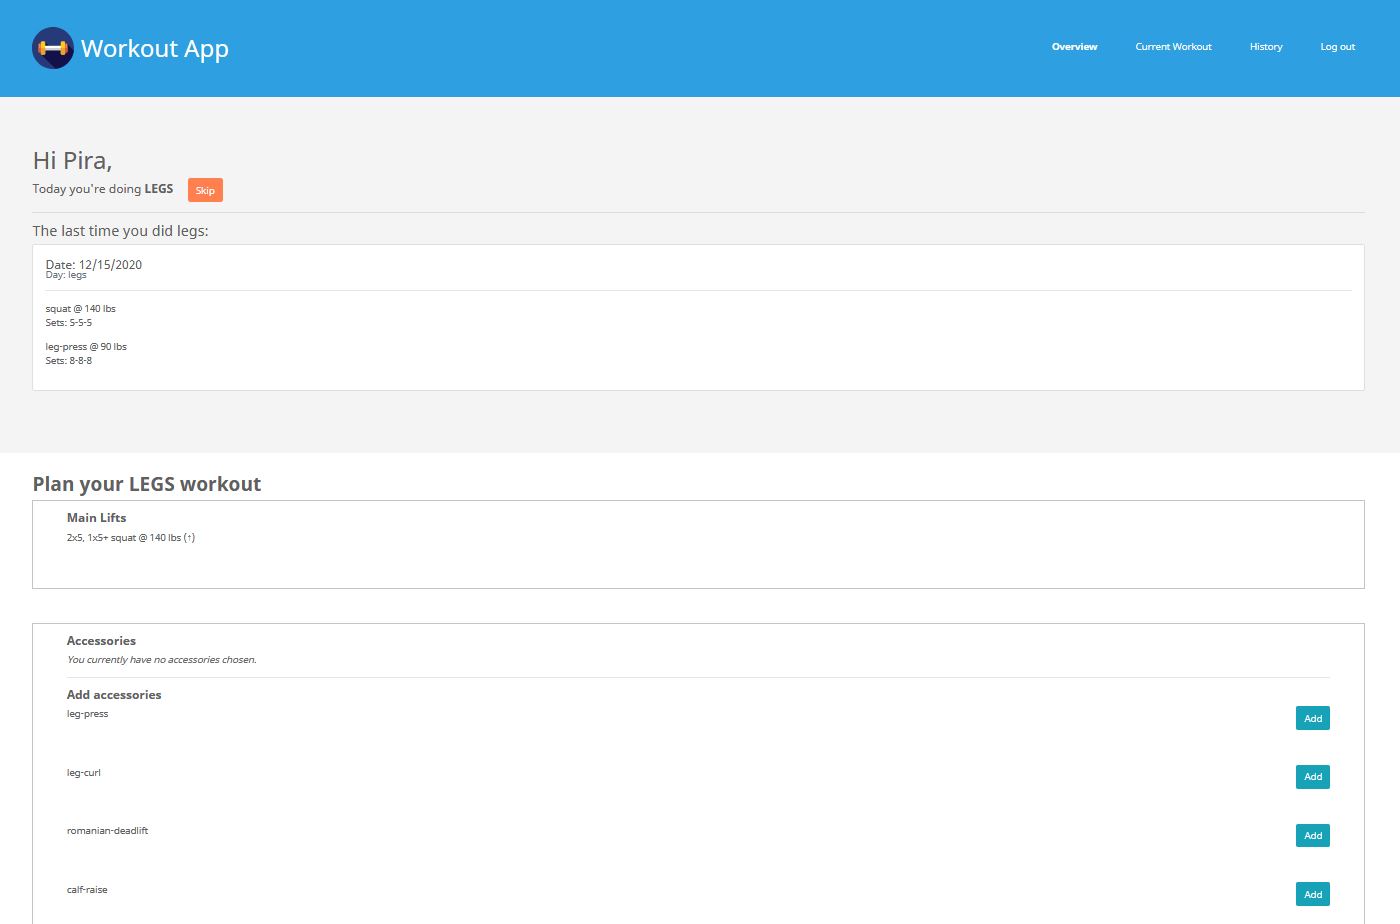 Workout App
Overview Current Workout History Log out
Hi Pira,
Today you're doing LEGS Skip
The last time you did legs:
Date: 12/15/2020
Day: legs
squat @ 140 lbs
Sets: 5-5-5
leg-press @ 90 lbs
Sets: 8-8-8
Plan your LEGS workout
Main Lifts
2x5, 1x5+ squat @ 140 lbs (↑)
Accessories
You currently have no accessories chosen.
Add accessories
leg-press Add
leg-curl Add
romanian-deadlift Add
calf-raise Add